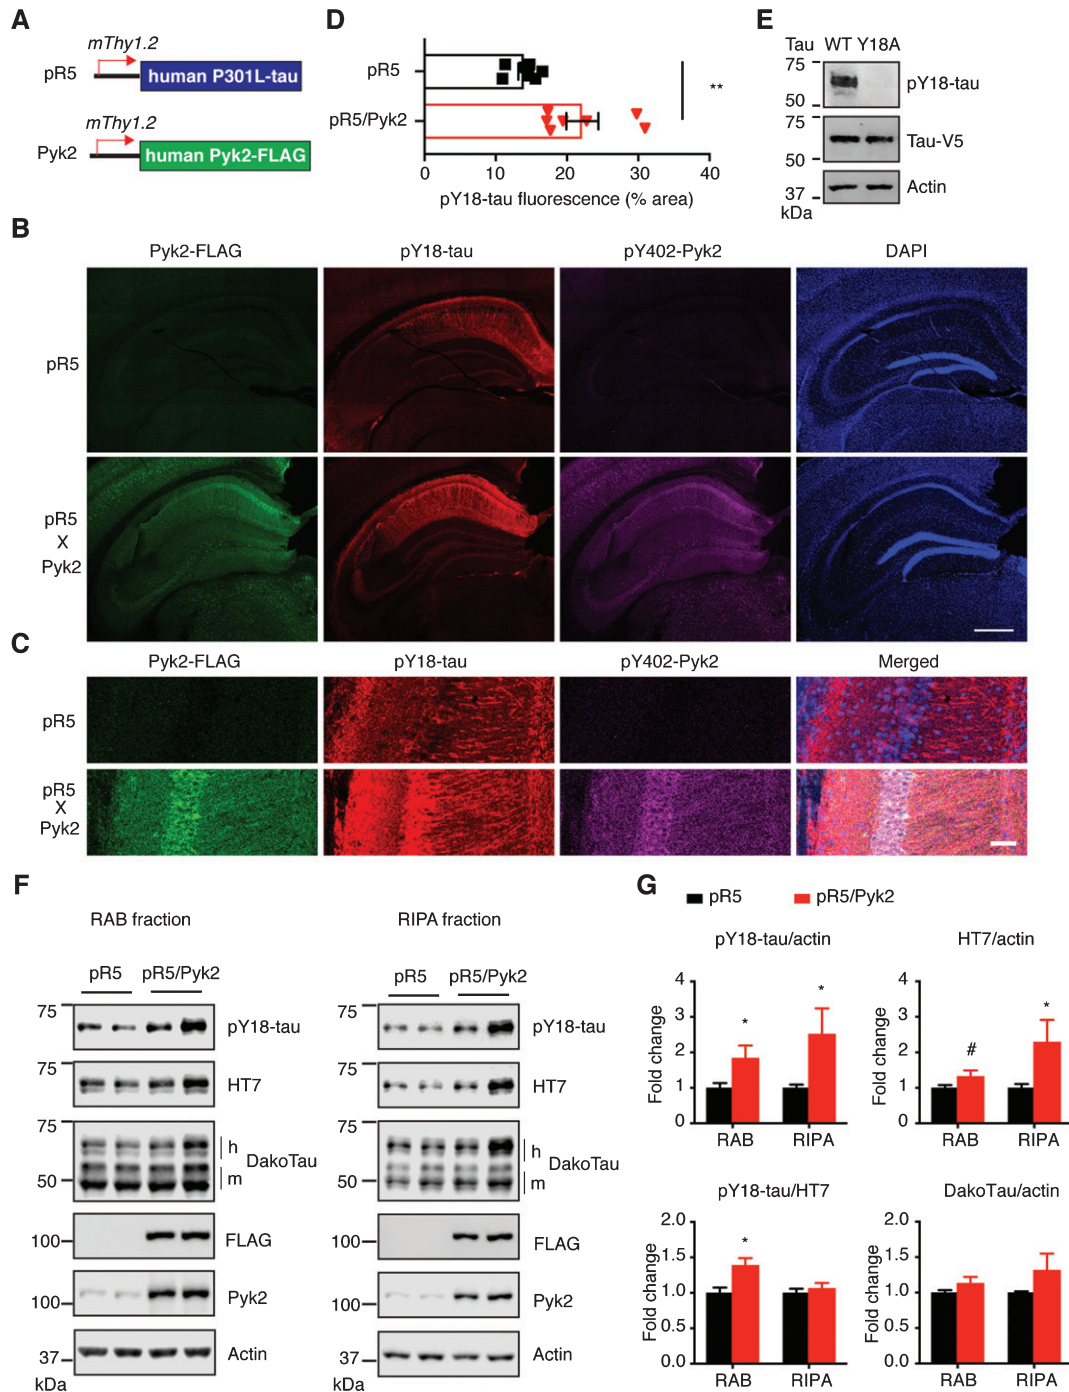 A
mThy1.2
pR5
human P301L-tau
mThy1.2
Pyk2
human Pyk2-FLAG
D
pR5
pR5/Pyk2
**
0 10 20 30 40
pY18-tau fluorescence (% area)
E
Tau WT Y18A
75
50
pY18-tau
75
50
Tau-V5
37
Actin
kDa
B
Pyk2-FLAG pY18-tau pY402-Pyk2 DAPI
pR5
pR5
X
Pyk2
C
Pyk2-FLAG pY18-tau pY402-Pyk2 Merged
pR5
pR5
X
Pyk2
F
RAB fraction
pR5 pR5/Pyk2
75
pY18-tau
75
HT7
75
h
DakoTau
m
50
100
FLAG
100
Pyk2
37
Actin
kDa
RIPA fraction
pR5 pR5/Pyk2
75
pY18-tau
75
HT7
75
h
DakoTau
m
50
100
FLAG
100
Pyk2
37
Actin
kDa
G
pR5 pR5/Pyk2
pY18-tau/actin
Fold change
4
3
2
1
0
*
*
RAB RIPA
HT7/actin
Fold change
4
3
2
1
0
#
*
RAB RIPA
pY18-tau/HT7
Fold change
2.0
1.5
1.0
0.5
0.0
*
RAB RIPA
DakoTau/actin
Fold change
2.0
1.5
1.0
0.5
0.0
RAB RIPA